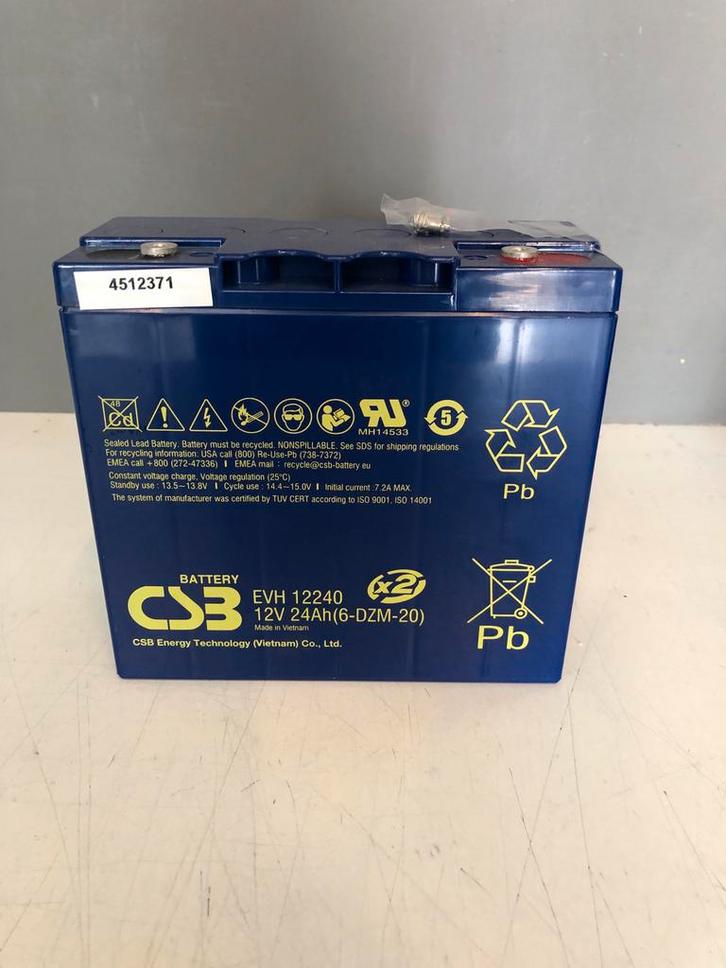 4512371
48
Cd
MH14533
5
Sealed Lead Battery. Battery must be recycled. NONSPILLABLE. See SDS for shipping regulations
For recycling information: USA call (800) Re-Use-Pb (738-7372)
EMEA call +800 (272-47336) I EMEA mail : recycle@csb-battery.eu
Constant voltage charge, Voltage regulation (25°C)
Standby use : 13.5~13.8V I Cycle use : 14.4~15.0V I Initial current :7.2A MAX.
The system of manufacturer was certified by TUV CERT according to ISO 9001, ISO 14001
Pb
BATTERY
CSB
EVH 12240
x2
12V 24Ah(6-DZM-20)
Made in Vietnam
CSB Energy Technology (Vietnam) Co., Ltd.
Pb